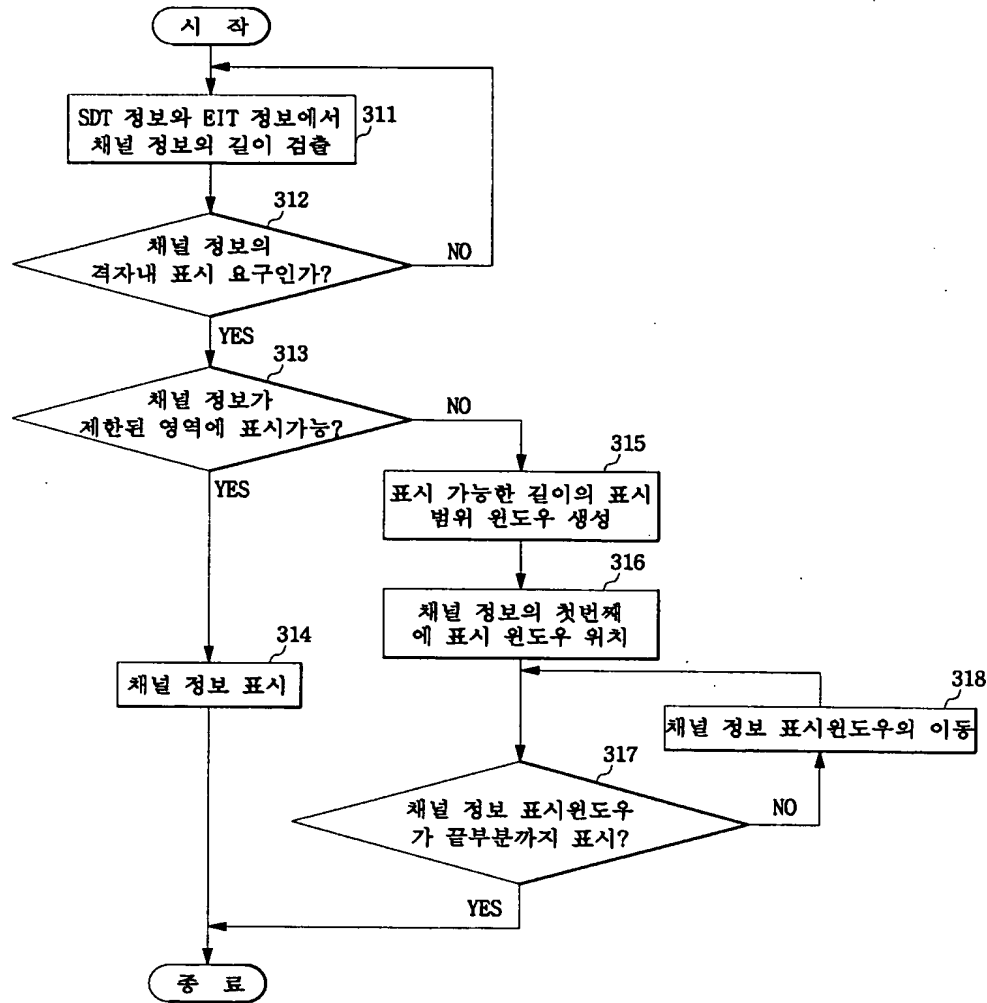 시 작
SDT 정보와 EIT 정보에서
채널 정보의 길이 검출
311
312
채널 정보의
격자내 표시 요구인가?
NO
YES
313
채널 정보가
제한된 영역에 표시가능?
NO
YES
315
표시 가능한 길이의 표시
범위 윈도우 생성
316
채널 정보의 첫번째
에 표시 윈도우 위치
314
채널 정보 표시
318
채널 정보 표시윈도우의 이동
317
채널 정보 표시윈도우
가 끝부분까지 표시?
NO
YES
종 료